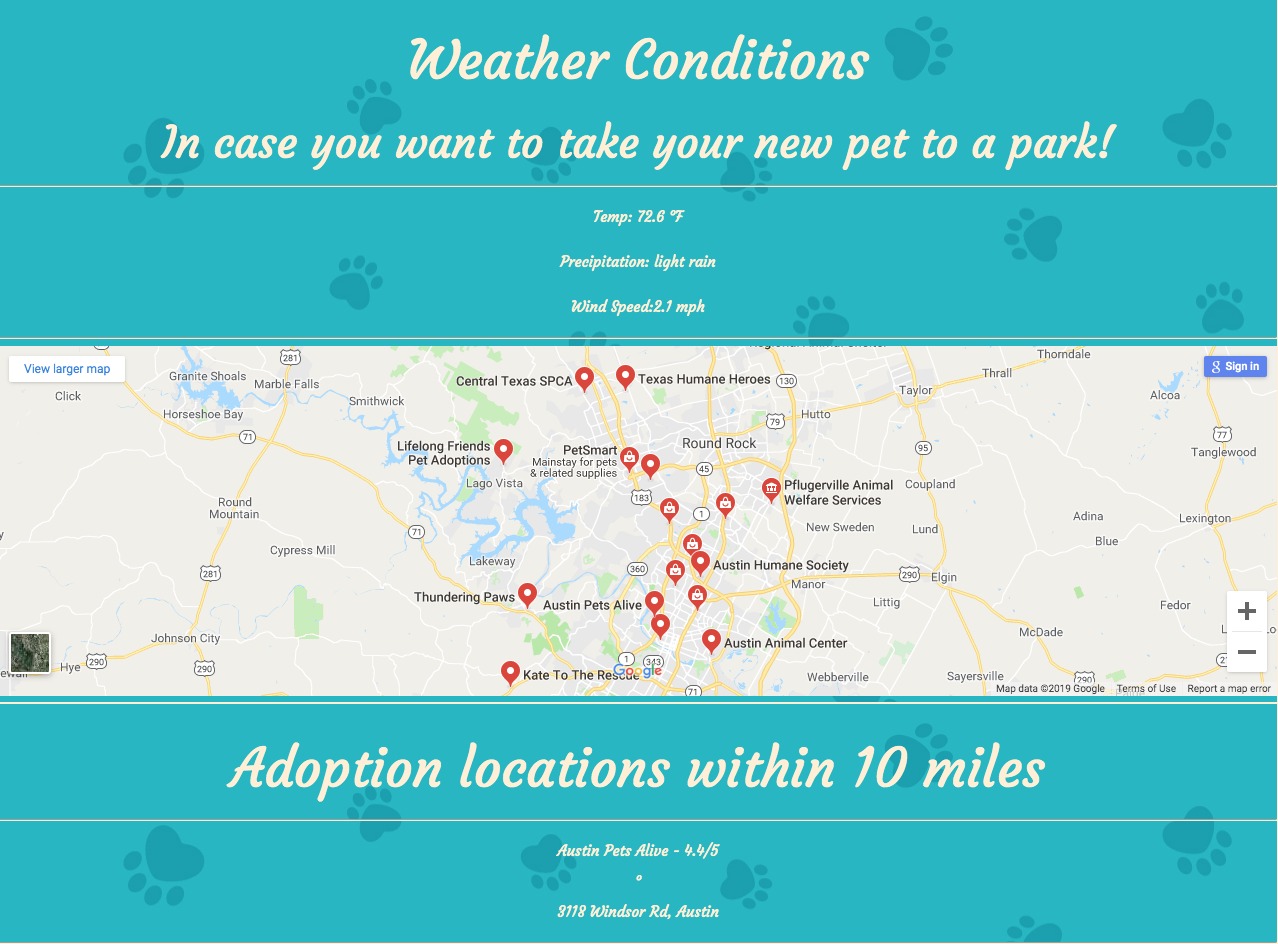 Weather Conditions
In case you want to take your new pet to a park!
Temp: 72.6 °F
Precipitation: light rain
Wind Speed:2.1 mph
View larger map
Sign in
Regional Animal Shelter
Thorndale
281
Granite Shoals
Marble Falls
Click
Horseshoe Bay
Smithwick
71
Central Texas SPCA
Texas Humane Heroes
130
Thrall
Taylor
Alcoa
Hutto
79
77
Tanglewood
Lifelong Friends
Pet Adoptions
PetSmart
Mainstay for pets
& related supplies
Round Rock
45
95
Lago Vista
183
Pflugerville Animal
Welfare Services
Coupland
Round
Mountain
1
New Sweden
Lund
Adina
Lexington
Blue
71
Cypress Mill
Lakeway
281
360
Austin Humane Society
Manor
290
Elgin
Thundering Paws
Austin Pets Alive
Littig
Fedor
Johnson City
McDade
Austin Animal Center
Hye
290
290
1
343
Google
Kate To The Rescue
71
Webberville
Sayersville
290
Map data ©2019 Google
Terms of Use
Report a map error
Adoption locations within 10 miles
Austin Pets Alive - 4.4/5
3118 Windsor Rd, Austin